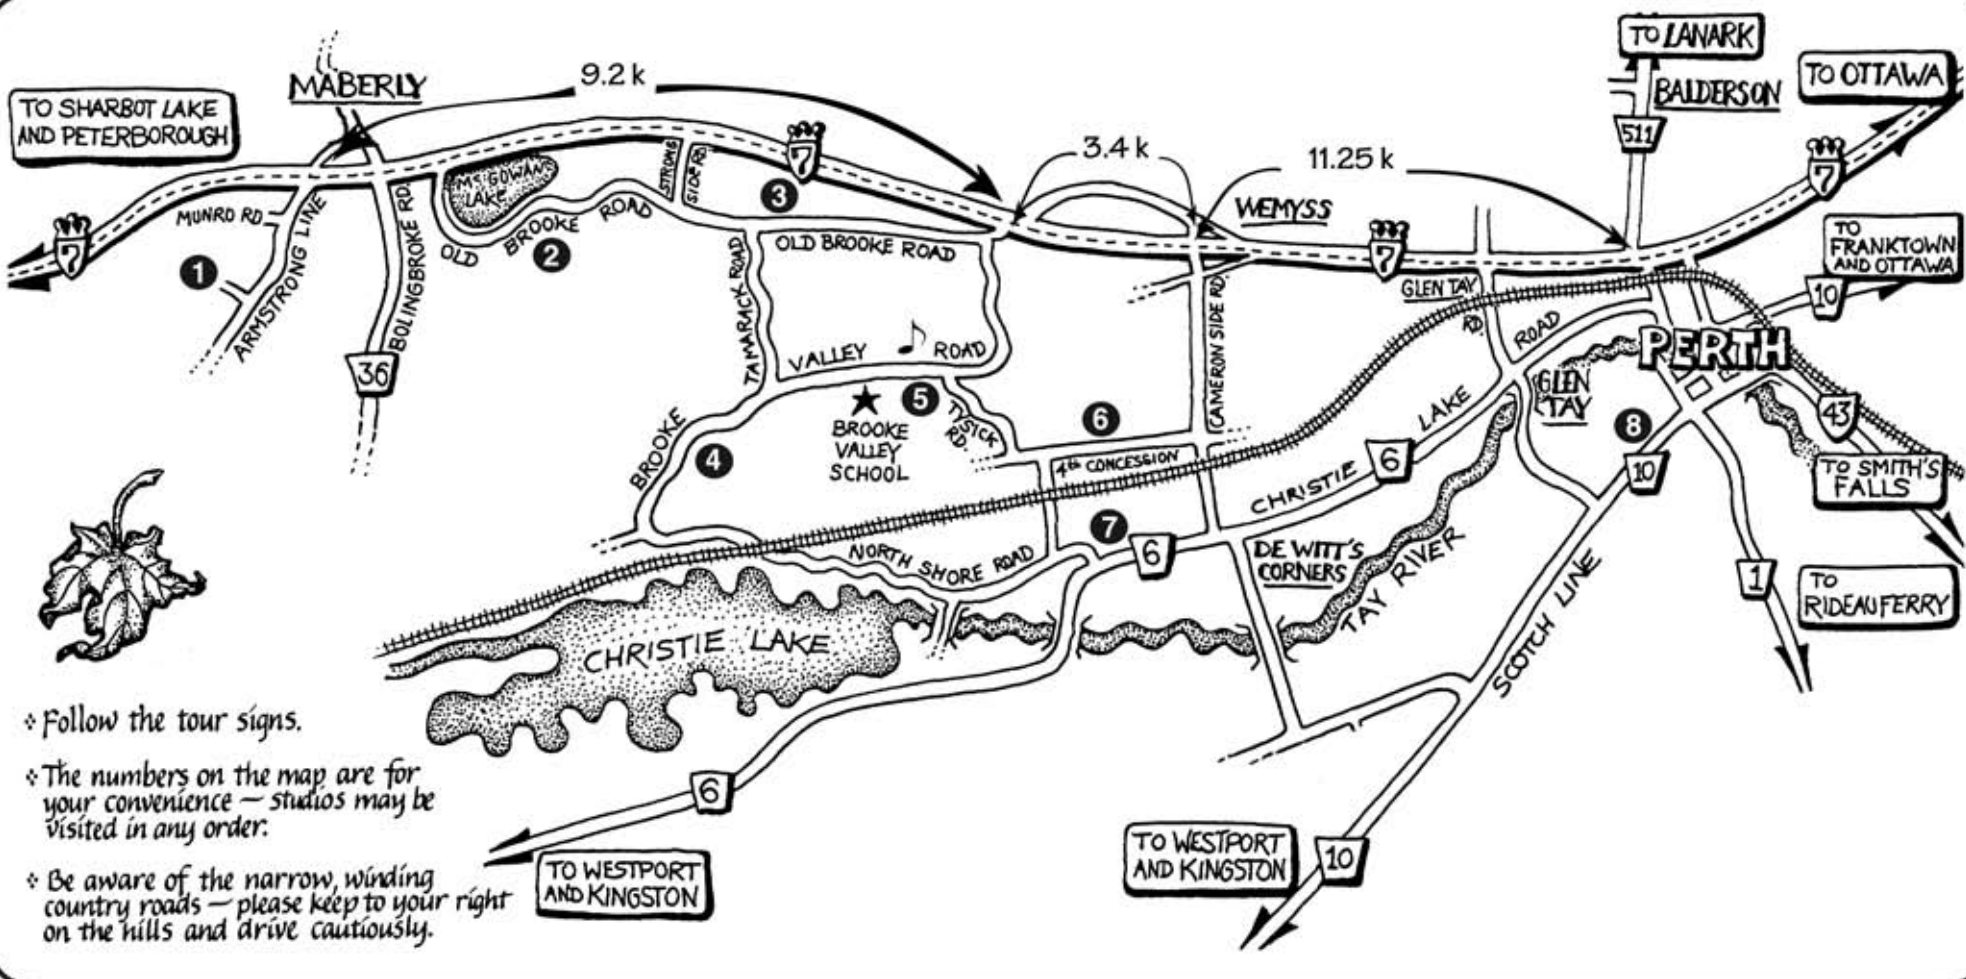 TO LANARK
MABERLY
9.2 k
TO SHARBOT LAKE
AND PETERBOROUGH
BALDERSON
TO OTTAWA
511
3.4 k
11.25 k
7
STRONG
SIDE RD
McGOWAN
LAKE
3
7
WEMYSS
7
7
MUNRO RD
ARMSTRONG LINE
BOLINGBROKE RD.
OLD
BROOKE
ROAD
2
1
36
TAMARACK ROAD
OLD BROOKE ROAD
TO
FRANKTOWN
AND OTTAWA
10
GLEN TAY
RD.
CAMERON SIDE RD.
VALLEY
ROAD
PERTH
ROAD
GLEN
TAY
LAKE
43
5
TYSICK
RD.
BROOKE
VALLEY
SCHOOL
6
8
BROOKE
4
4th CONCESSION
6
CHRISTIE
10
TO SMITH'S
FALLS
7
6
NORTH SHORE ROAD
DE WITT'S
CORNERS
TAY RIVER
1
TO
RIDEAU FERRY
CHRISTIE LAKE
SCOTCH LINE
6
TO WESTPORT
AND KINGSTON
TO WESTPORT
AND KINGSTON
10
Follow the tour signs.
The numbers on the map are for
your convenience — studios may be
visited in any order.
Be aware of the narrow, winding
country roads — please keep to your right
on the hills and drive cautiously.